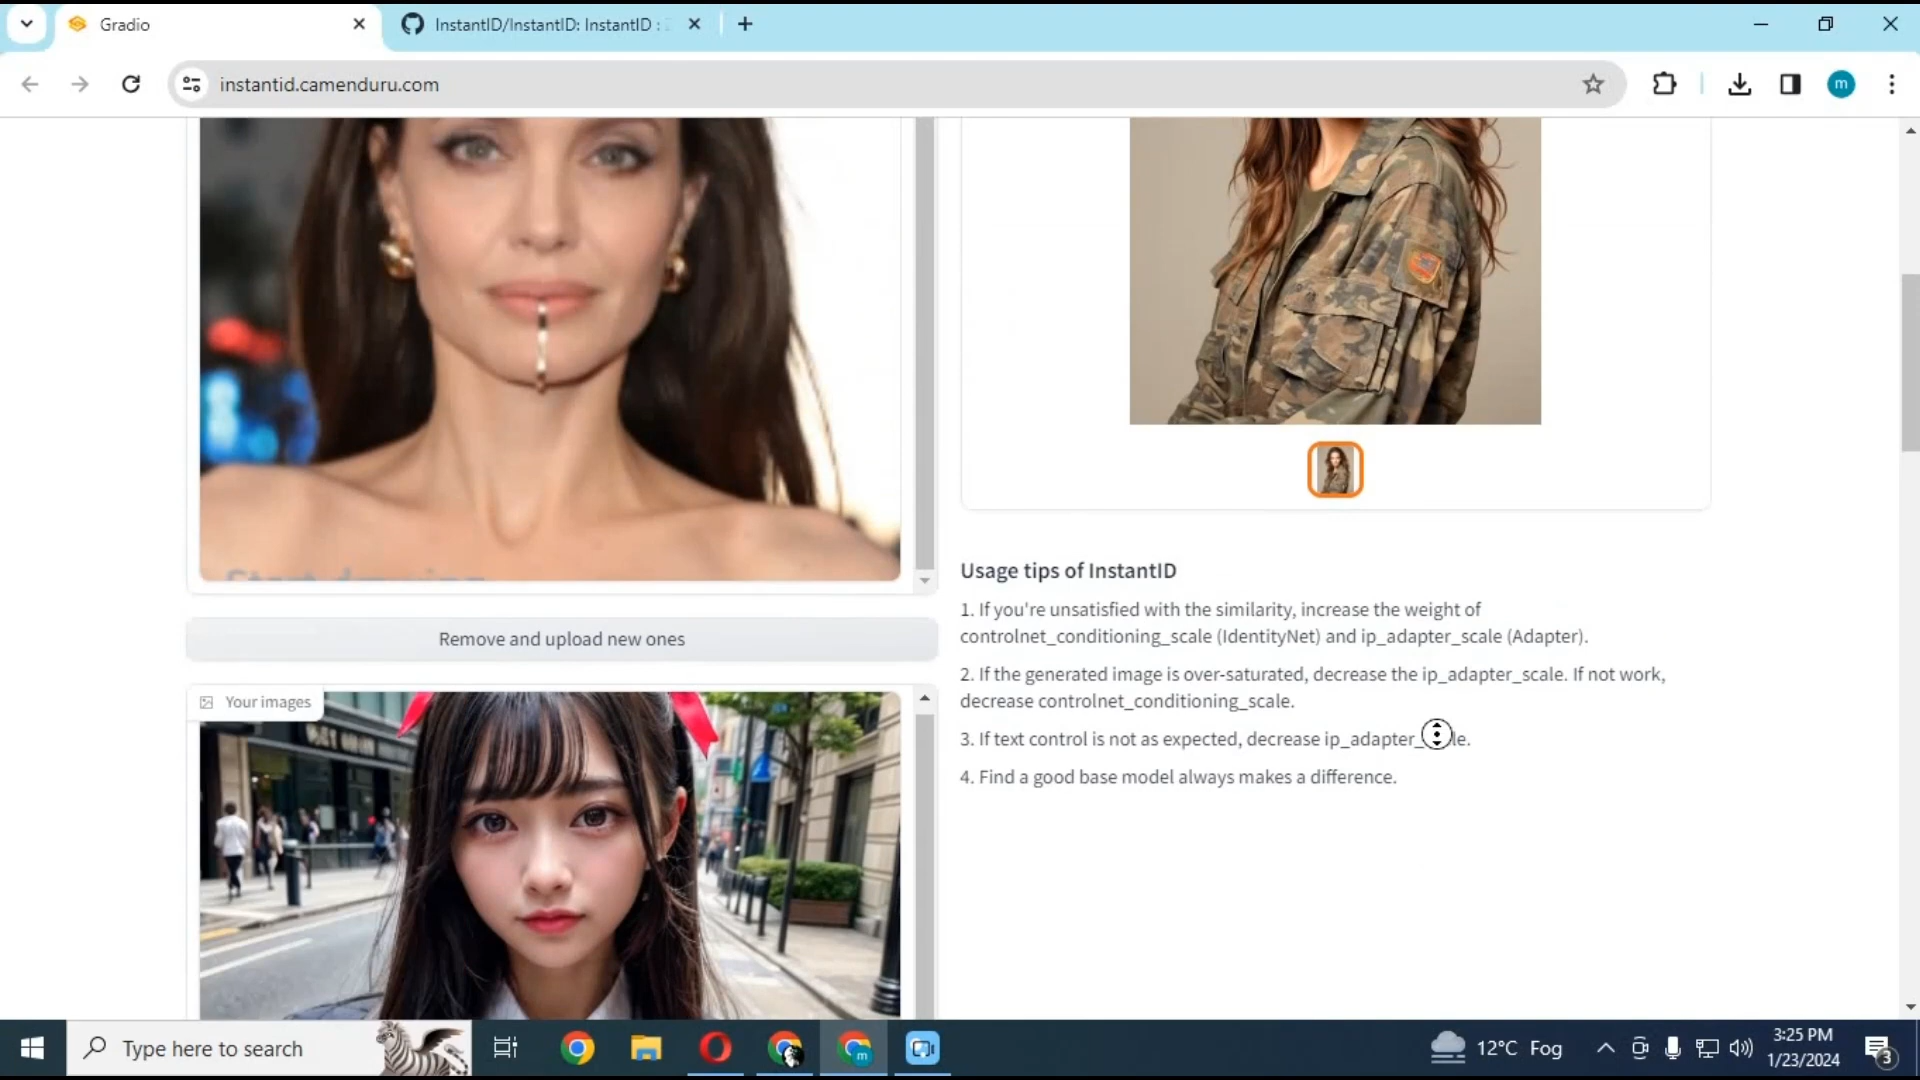 Gradio
InstantID/InstantID: InstantID :
instantid.camenduru.com
m
Start drawing
Remove and upload new ones
Your images
Usage tips of InstantID
1. If you're unsatisfied with the similarity, increase the weight of
controlnet_conditioning_scale (IdentityNet) and ip_adapter_scale (Adapter).
2. If the generated image is over-saturated, decrease the ip_adapter_scale. If not work,
decrease controlnet_conditioning_scale.
3. If text control is not as expected, decrease ip_adapter_ le.
4. Find a good base model always makes a difference.
Type here to search
m
12°C Fog
3:25 PM
1/23/2024
3